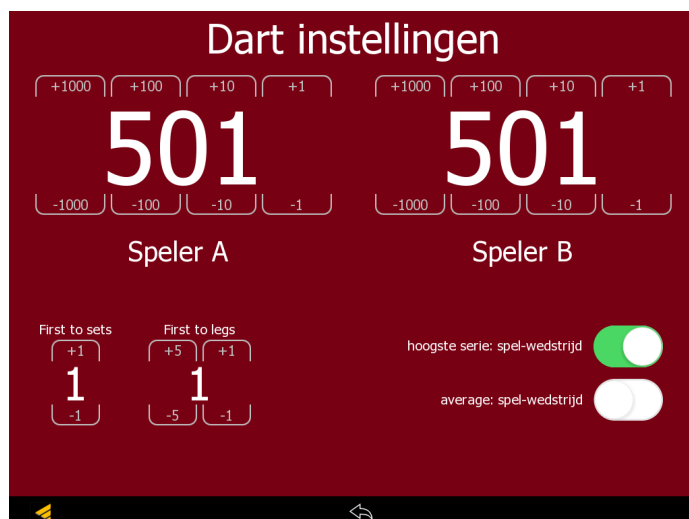 Dart instellingen
+1000 +100 +10 +1 +1000 +100 +10 +1
501 501
-1000 -100 -10 -1 -1000 -100 -10 -1
Speler A Speler B
First to sets First to legs
+1 +5 +1
hoogste serie: spel-wedstrijd
1 1
average: spel-wedstrijd
-1 -5 -1